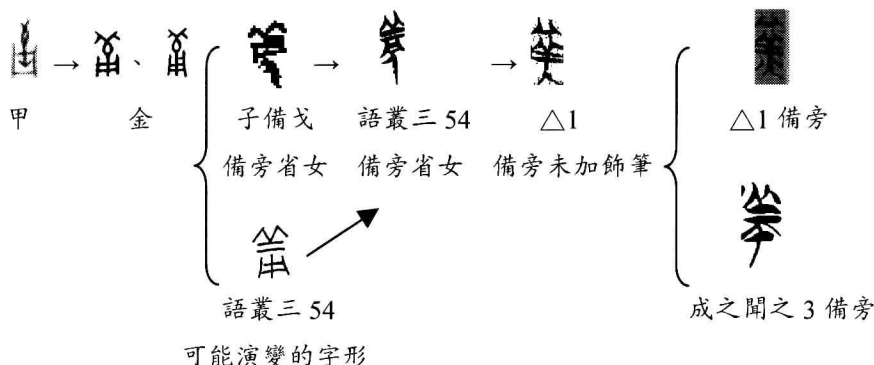 甲 金 子備戈 語叢三 54 △1 △1 備旁
備旁省女 備旁省女 備旁未加飾筆
語叢三 54 成之聞之 3 備旁
可能演變的字形